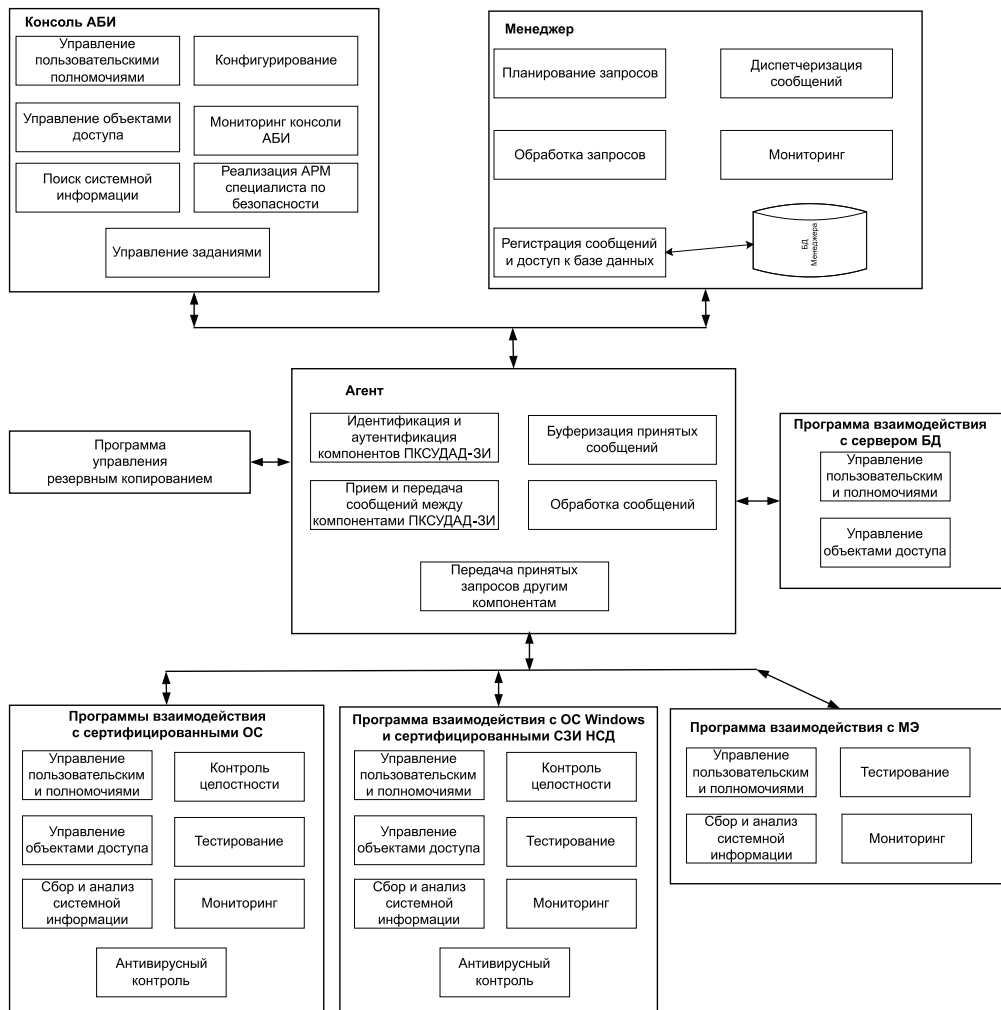 Консоль АБИ
Управление
пользовательскими
полномочиями
Конфигурирование
Управление объектами
доступа
Мониторинг консоли
АБИ
Поиск системной
информации
Реализация АРМ
специалиста по
безопасности
Управление заданиями
Менеджер
Планирование запросов
Диспетчеризация
сообщений
Обработка запросов
Мониторинг
Регистрация сообщений
и доступ к базе данных
БД
Менеджера
Агент
Идентификация и
аутентификация
компонентов ПКСУДАД-ЗИ
Буферизация принятых
сообщений
Прием и передача
сообщений между
компонентами ПКСУДАД-ЗИ
Обработка сообщений
Передача принятых
запросов другим
компонентам
Программа
управления
резервным копированием
Программа взаимодействия
с сервером БД
Управление
пользовательским
и полномочиями
Управление
объектами доступа
Программы взаимодействия
с сертифицированными ОС
Управление
пользовательским
и полномочиями
Контроль
целостности
Управление
объектами доступа
Тестирование
Сбор и анализ
системной
информации
Мониторинг
Антивирусный
контроль
Программа взаимодействия с ОС Windows
и сертифицированными СЗИ НСД
Управление
пользовательским
и полномочиями
Контроль
целостности
Управление
объектами доступа
Тестирование
Сбор и анализ
системной
информации
Мониторинг
Антивирусный
контроль
Программа взаимодействия с МЭ
Управление
пользовательским
и полномочиями
Тестирование
Сбор и анализ
системной
информации
Мониторинг